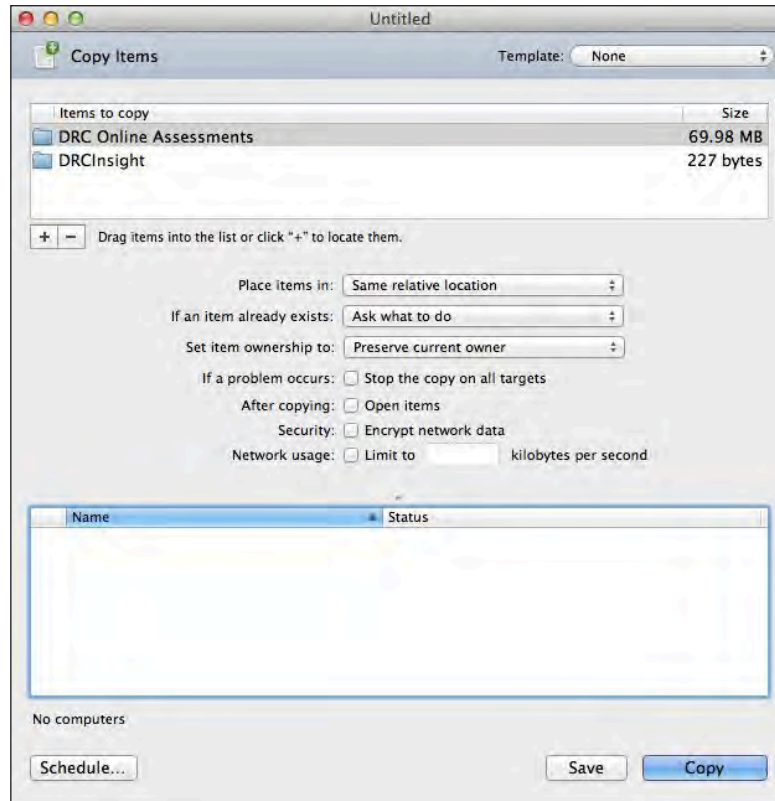 Untitled
Copy Items Template: None
Items to copy Size
DRC Online Assessments 69.98 MB
DRCInsight 227 bytes
+ − Drag items into the list or click "+" to locate them.
Place items in: Same relative location
If an item already exists: Ask what to do
Set item ownership to: Preserve current owner
If a problem occurs: Stop the copy on all targets
After copying: Open items
Security: Encrypt network data
Network usage: Limit to kilobytes per second
Name Status
No computers
Schedule... Save Copy